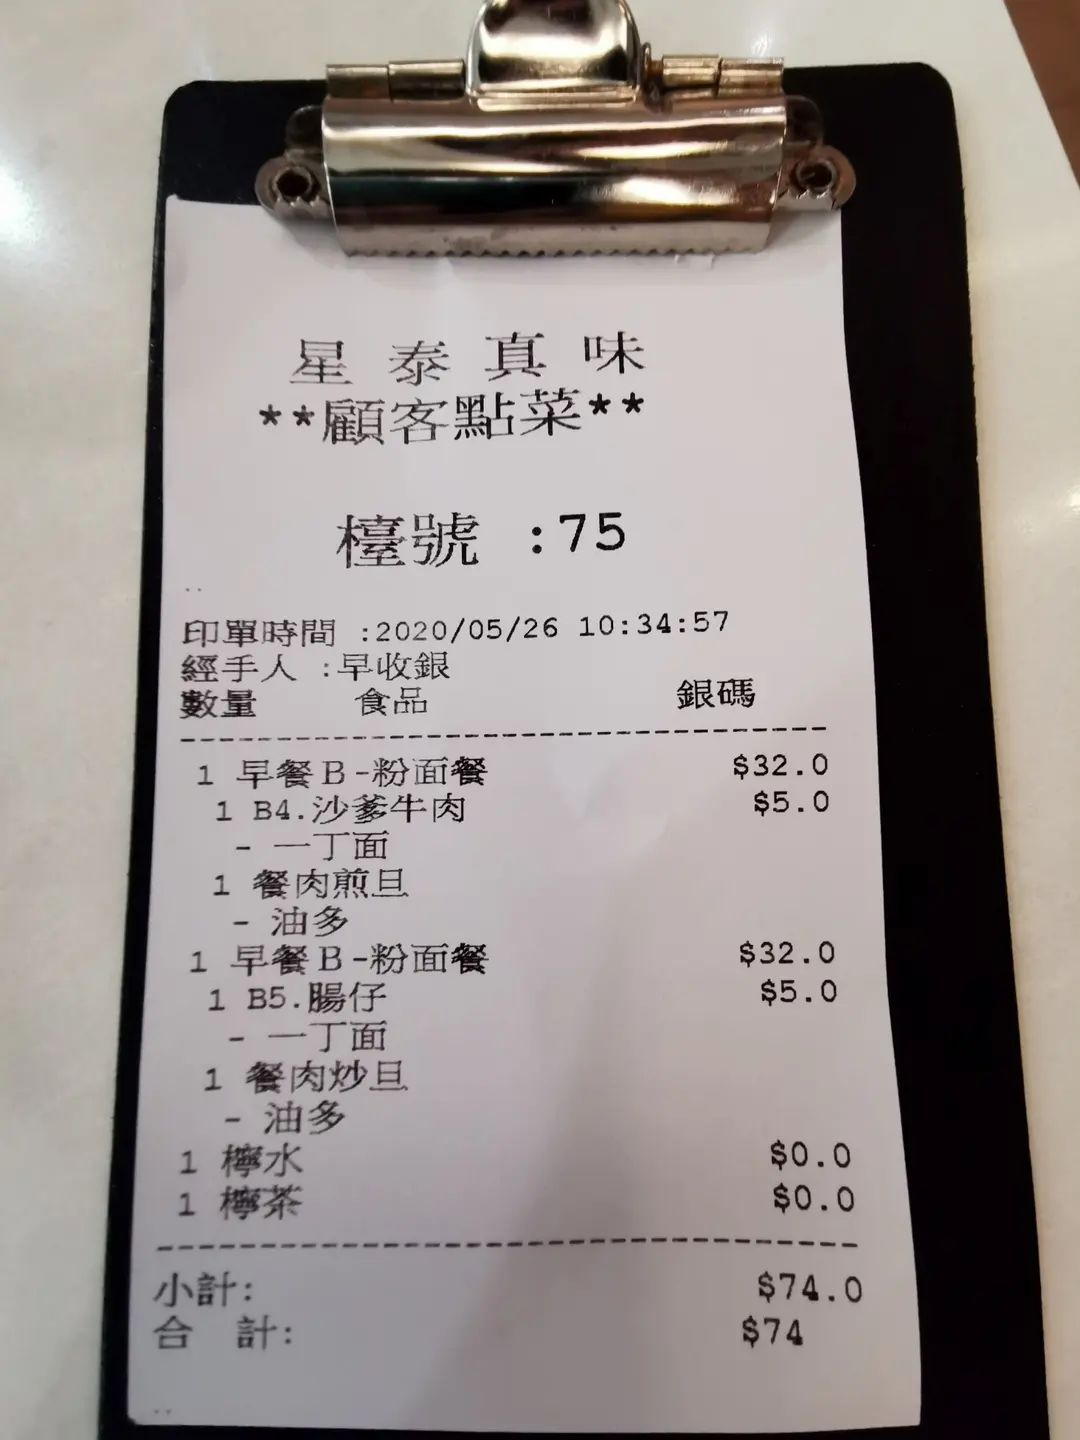 星泰真味
**顧客點菜**
檯號 :75
..
印單時間 :2020/05/26 10:34:57
經手人 :早收銀
數量 食品 銀碼
1 早餐B-粉面餐 $32.0
1 B4.沙爹牛肉 $5.0
- 一丁面
1 餐肉煎旦
- 油多
1 早餐B-粉面餐 $32.0
1 B5.腸仔 $5.0
- 一丁面
1 餐肉炒旦
- 油多
1 檸水 $0.0
1 檸茶 $0.0
小計: $74.0
合 計: $74
..